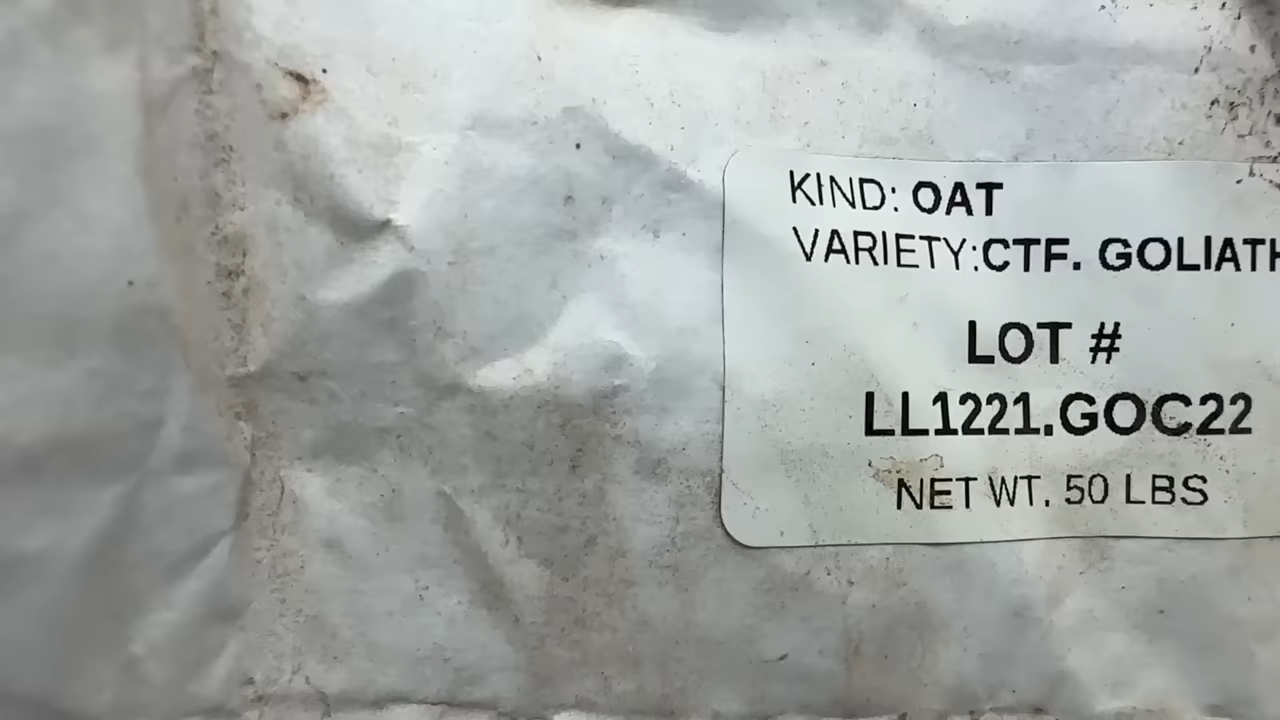 KIND: OAT
VARIETY:CTF. GOLIATH
LOT #
LL1221.GOC22
NET WT. 50 LBS